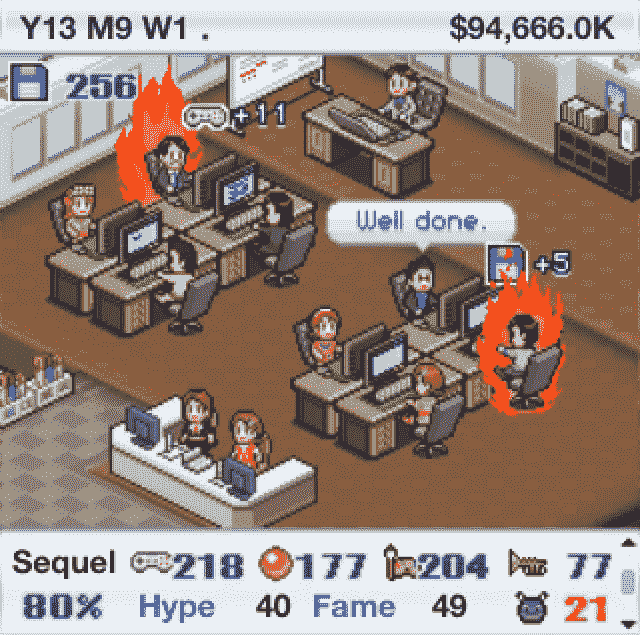 Y13 M9 W1 . $94,666.0K
256
+11
Well done.
+5
Sequel 218 177 204 77
80% Hype 40 Fame 49 21